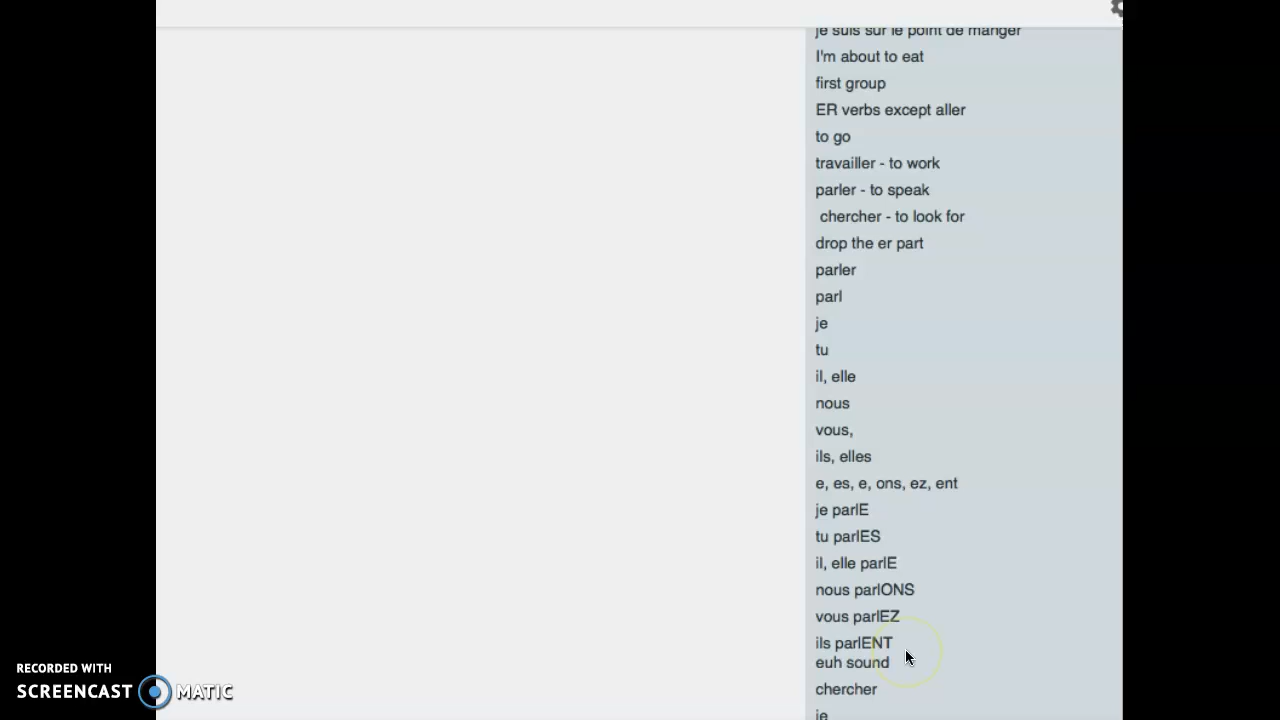 je suis sur le point de manger
I'm about to eat
first group
ER verbs except aller
to go
travailler - to work
parler - to speak
chercher - to look for
drop the er part
parler
parl
je
tu
il, elle
nous
vous,
ils, elles
e, es, e, ons, ez, ent
je parlE
tu parlES
il, elle parlE
nous parlONS
vous parlEZ
ils parlENT
euh sound
chercher
je
RECORDED WITH
SCREENCAST MATIC